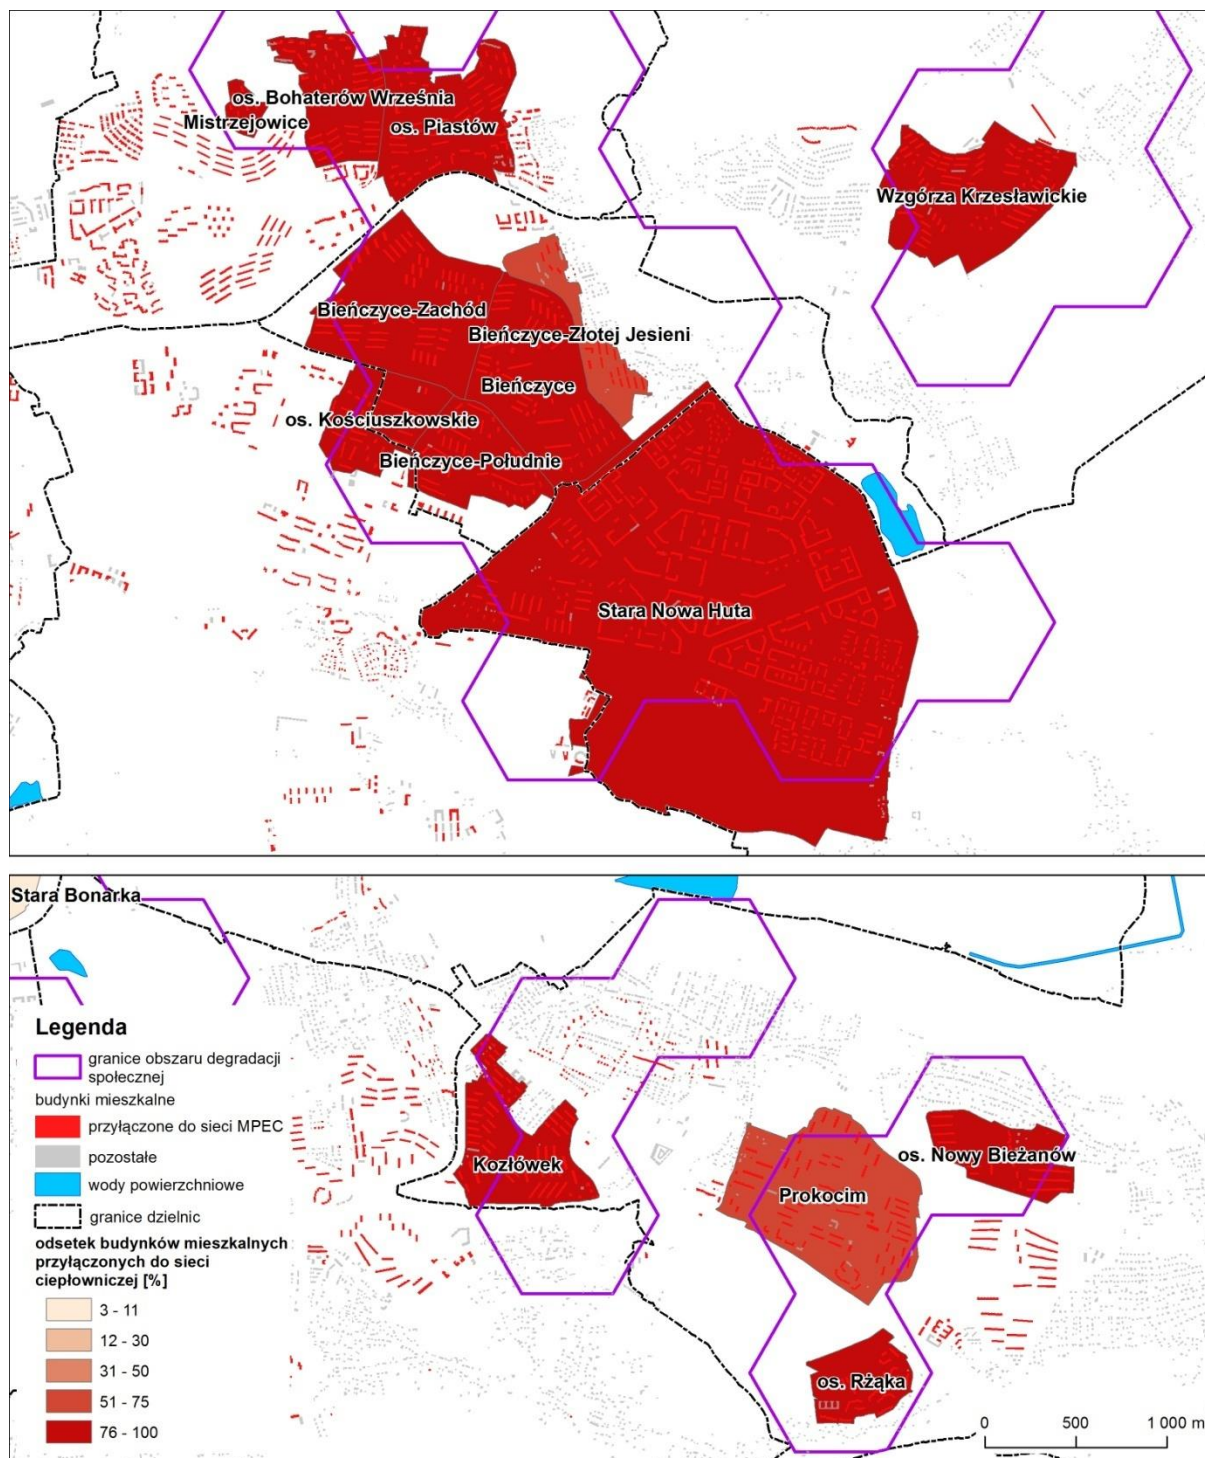 os. Bohaterów Września
Mistrzejowice
os. Piastów
Wzgórza Krzesławickie
Bieńczyce-Zachód
Bieńczyce-Złotej Jesieni
Bieńczyce
os. Kościuszkowskie
Bieńczyce-Południe
Stara Nowa Huta
Stara Bonarka
Legenda
granice obszaru degradacji
społecznej
budynki mieszkalne
przyłączone do sieci MPEC
pozostałe
wody powierzchniowe
granice dzielnic
odsetek budynków mieszkalnych
przyłączonych do sieci
ciepłowniczej [%]
3 - 11
12 - 30
31 - 50
51 - 75
76 - 100
Kozłówek
os. Nowy Bieżanów
Prokocim
os. Rżąka
0 500 1 000 m